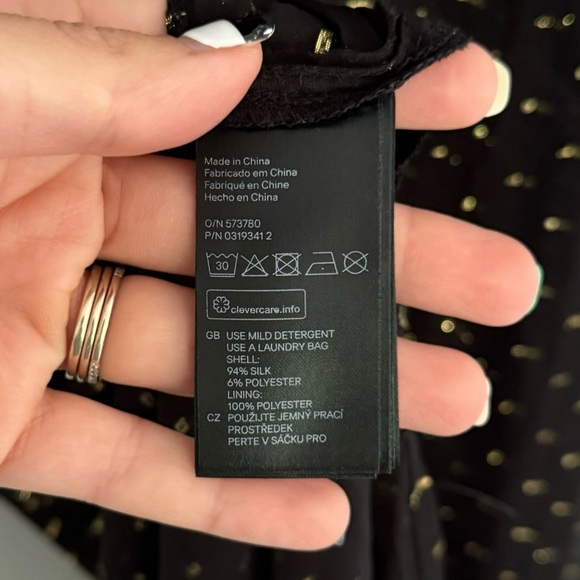 Made in China
Fabricado em China
Fabriqué en Chine
Hecho en China
O/N 573780
P/N 0319341 2
30
clevercare.info
GB USE MILD DETERGENT
USE A LAUNDRY BAG
SHELL:
94% SILK
6% POLYESTER
LINING:
100% POLYESTER
CZ POUŽIJTE JEMNÝ PRACÍ
PROSTŘEDEK
PERTE V SÁČKU PRO